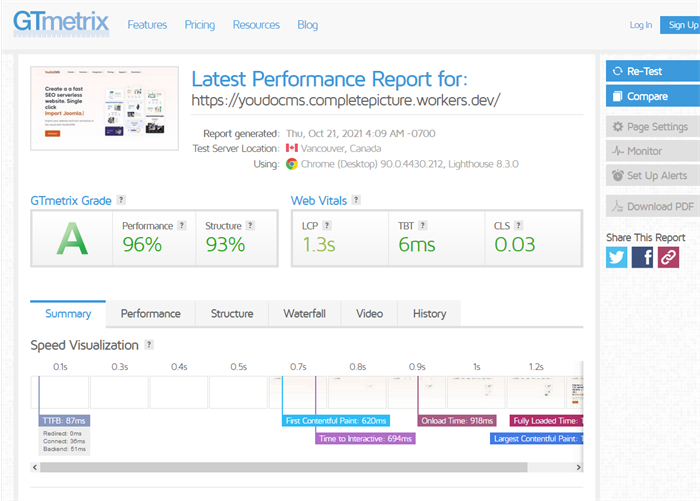 GTmetrix Features Pricing Resources Blog Log In Sign Up
Latest Performance Report for:
https://youdocms.completepicture.workers.dev/
Create a a fast
SEO serverless
website. Single
click
Import Joomla
Report generated: Thu, Oct 21, 2021 4:09 AM -0700
Test Server Location: Vancouver, Canada
Using: Chrome (Desktop) 90.0.4430.212, Lighthouse 8.3.0
Re-Test
Compare
Page Settings
Monitor
Set Up Alerts
Download PDF
Share This Report
GTmetrix Grade ?
A
Performance ?
96%
Structure ?
93%
Web Vitals ?
LCP ?
1.3s
TBT ?
6ms
CLS ?
0.03
Summary Performance Structure Waterfall Video History
Speed Visualization ?
0.1s 0.3s 0.4s 0.5s 0.7s 0.8s 0.9s 1s 1.2s
TTFB: 87ms
Redirect: 0ms
Connect: 36ms
Backend: 51ms
First Contentful Paint: 620ms
Time to Interactive: 694ms
Onload Time: 918ms
Fully Loaded Time: 1
Largest Contentful Paint: 1